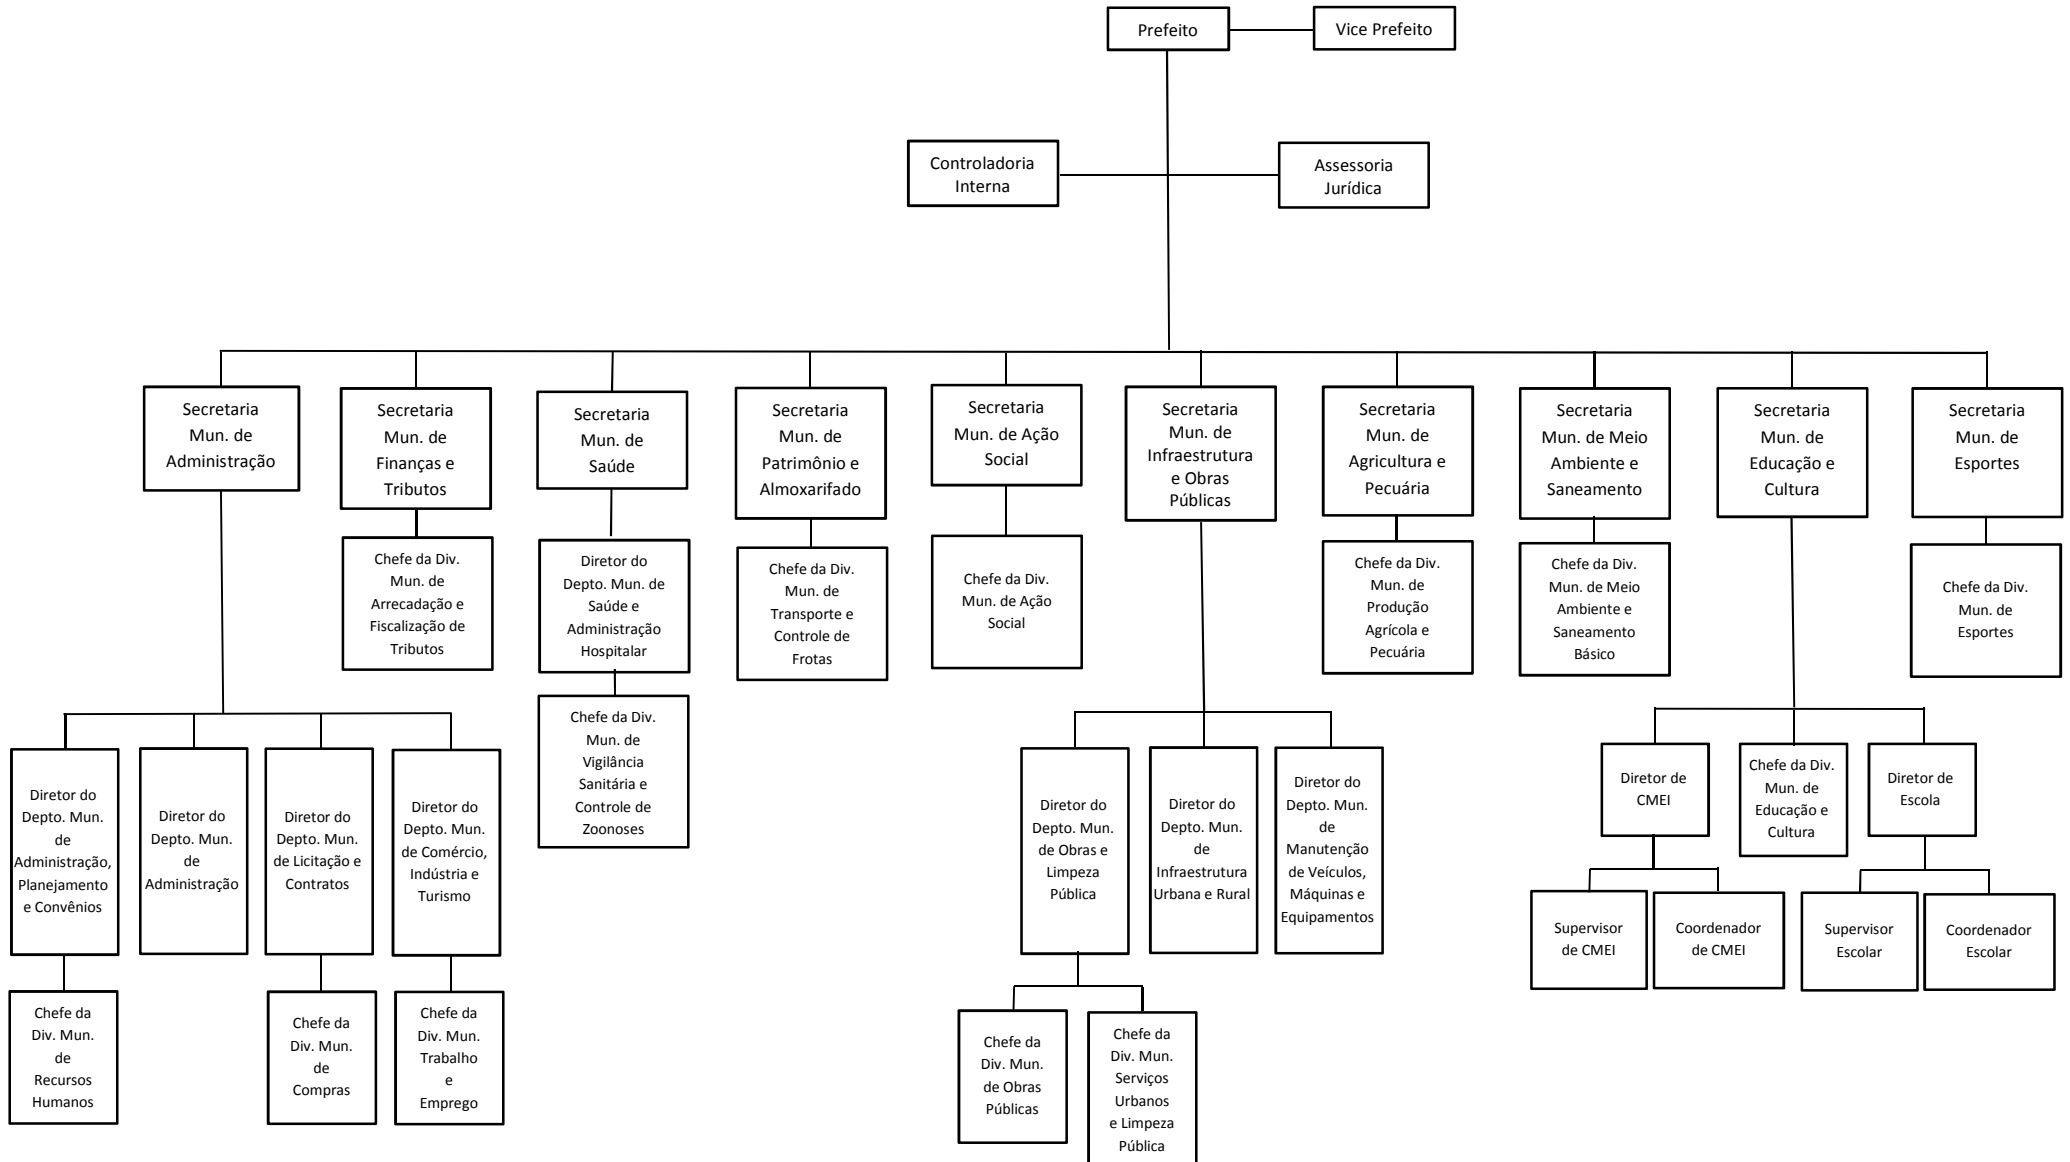 Prefeito
Vice Prefeito
Controladoria
Interna
Assessoria
Jurídica
Secretaria
Mun. de
Administração
Secretaria
Mun. de
Finanças e
Tributos
Secretaria
Mun. de
Saúde
Secretaria
Mun. de
Patrimônio e
Almoxarifado
Secretaria
Mun. de Ação
Social
Secretaria
Mun. de
Infraestrutura
e Obras
Públicas
Secretaria
Mun. de
Agricultura e
Pecuária
Secretaria
Mun. de Meio
Ambiente e
Saneamento
Secretaria
Mun. de
Educação e
Cultura
Secretaria
Mun. de
Esportes
Chefe da Div.
Mun. de
Arrecadação e
Fiscalização de
Tributos
Diretor do
Depto. Mun. de
Saúde e
Administração
Hospitalar
Chefe da Div.
Mun. de
Transporte e
Controle de
Frotas
Chefe da Div.
Mun. de Ação
Social
Chefe da Div.
Mun. de
Produção
Agrícola e
Pecuária
Chefe da Div.
Mun. de Meio
Ambiente e
Saneamento
Básico
Chefe da Div.
Mun. de
Esportes
Chefe da Div.
Mun. de
Vigilância
Sanitária e
Controle de
Zoonoses
Diretor do
Depto. Mun.
de
Administração,
Planejamento
e Convênios
Diretor do
Depto. Mun.
de
Administração
Diretor do
Depto. Mun.
de Licitação e
Contratos
Diretor do
Depto. Mun.
de Comércio,
Indústria e
Turismo
Diretor do
Depto. Mun.
de Obras e
Limpeza
Pública
Diretor do
Depto. Mun.
de
Infraestrutura
Urbana e Rural
Diretor do
Depto. Mun.
de
Manutenção
de Veículos,
Máquinas e
Equipamentos
Diretor de
CMEI
Chefe da Div.
Mun. de
Educação e
Cultura
Diretor de
Escola
Supervisor
de CMEI
Coordenador
de CMEI
Supervisor
Escolar
Coordenador
Escolar
Chefe da
Div. Mun.
de
Recursos
Humanos
Chefe da
Div. Mun.
de
Compras
Chefe da
Div. Mun.
Trabalho
e
Emprego
Chefe da
Div. Mun.
de Obras
Públicas
Chefe da
Div. Mun.
Serviços
Urbanos
e Limpeza
Pública